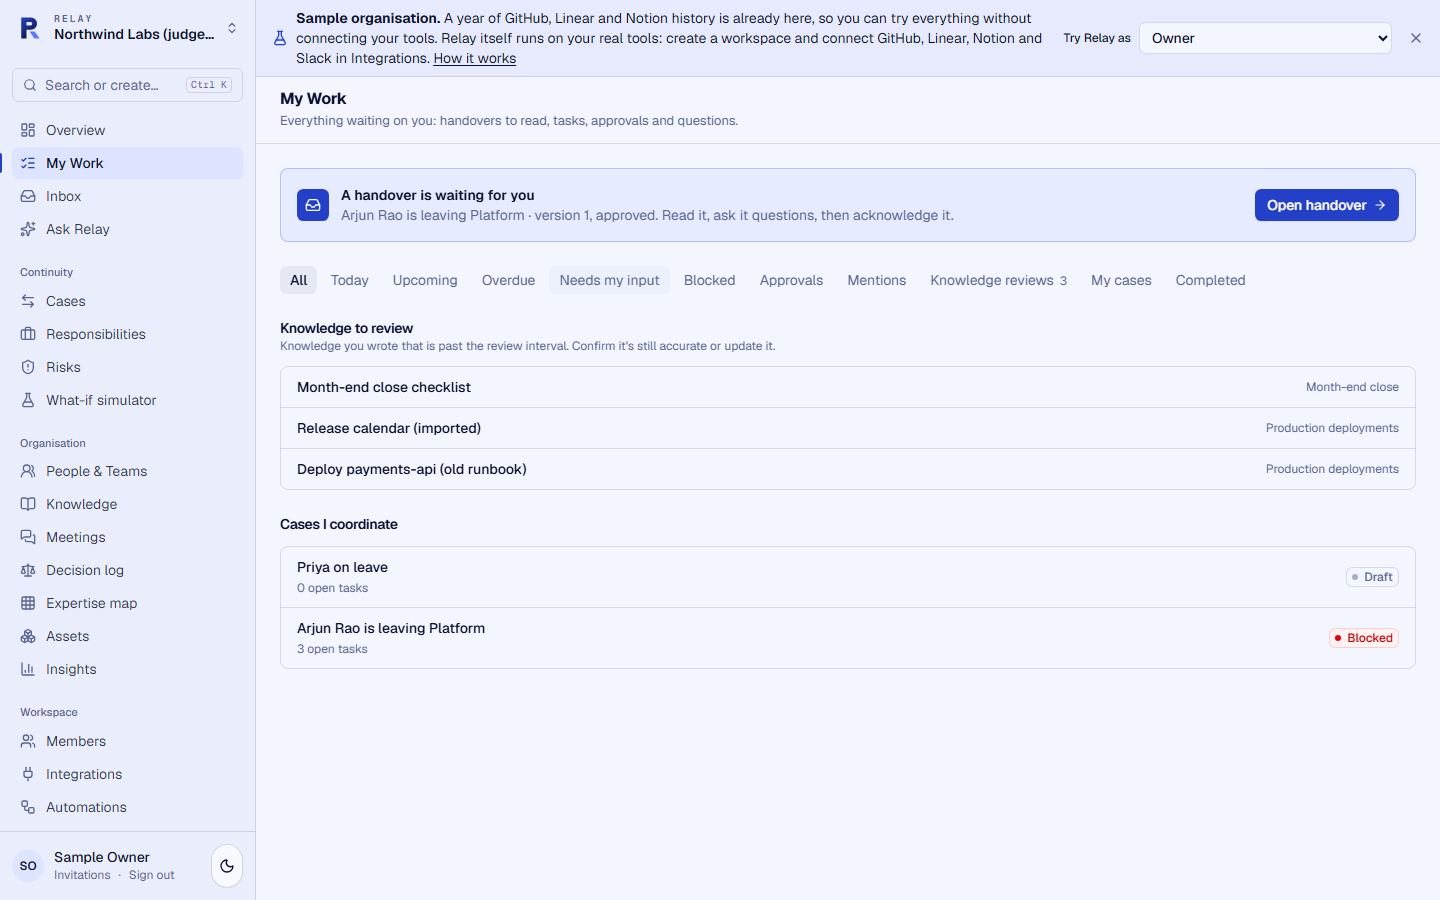 RELAY
Northwind Labs (judge...
Search or create...
Ctrl K
Overview
My Work
Inbox
Ask Relay
Continuity
Cases
Responsibilities
Risks
What-if simulator
Organisation
People & Teams
Knowledge
Meetings
Decision log
Expertise map
Assets
Insights
Workspace
Members
Integrations
Automations
SO
Sample Owner
Invitations · Sign out
Sample organisation. A year of GitHub, Linear and Notion history is already here, so you can try everything without
connecting your tools. Relay itself runs on your real tools: create a workspace and connect GitHub, Linear, Notion and
Slack in Integrations. How it works
Try Relay as
Owner
My Work
Everything waiting on you: handovers to read, tasks, approvals and questions.
A handover is waiting for you
Arjun Rao is leaving Platform · version 1, approved. Read it, ask it questions, then acknowledge it.
Open handover
All Today Upcoming Overdue Needs my input Blocked Approvals Mentions Knowledge reviews 3 My cases Completed
Knowledge to review
Knowledge you wrote that is past the review interval. Confirm it's still accurate or update it.
Month-end close checklist Month-end close
Release calendar (imported) Production deployments
Deploy payments-api (old runbook) Production deployments
Cases I coordinate
Priya on leave
0 open tasks
Draft
Arjun Rao is leaving Platform
3 open tasks
Blocked